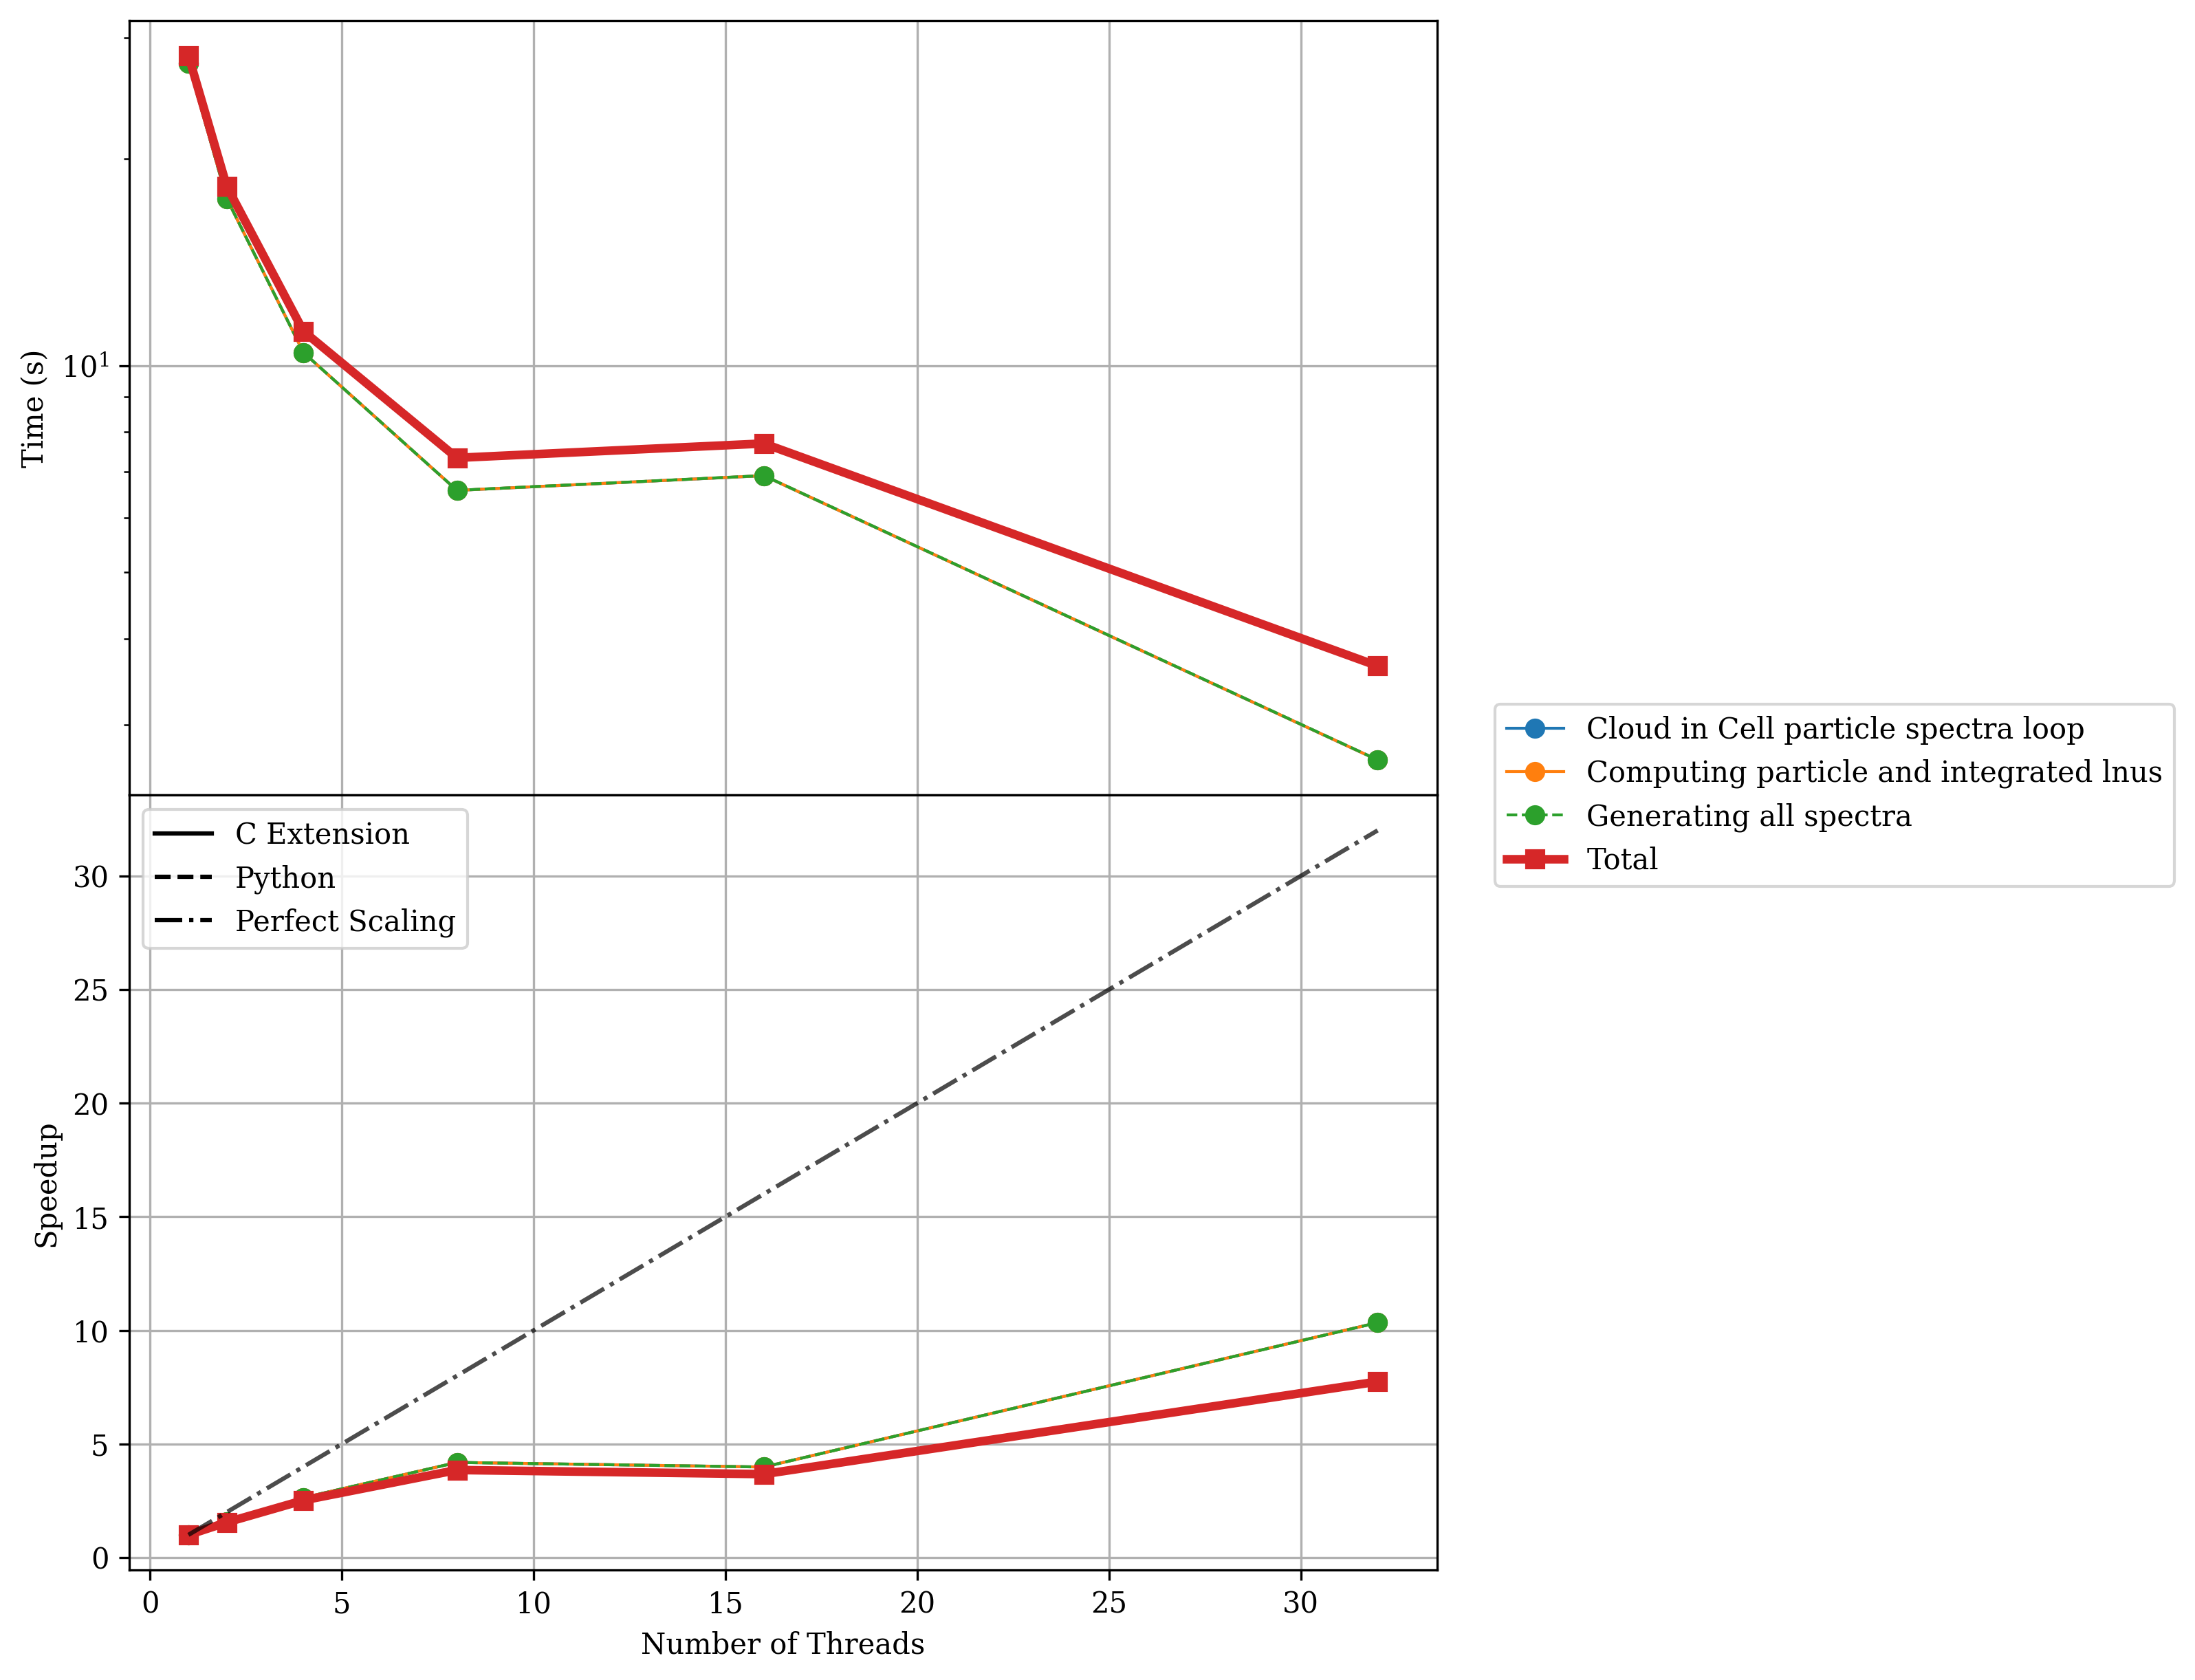 Time (s)
10¹
Cloud in Cell particle spectra loop
Computing particle and integrated lnus
Generating all spectra
Total
C Extension
Python
Perfect Scaling
Speedup
30
25
20
15
10
5
0
0 5 10 15 20 25 30
Number of Threads